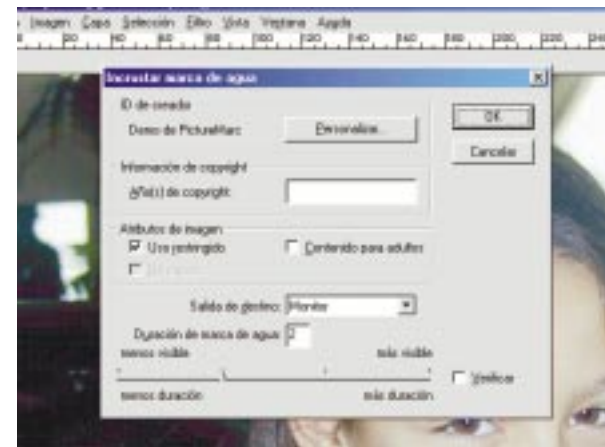 Imagen Capa Selección Filtro Vista Ventana Ayuda
Incrustar marca de agua
ID de creador
Demo de PictureMarc Personalizar...
OK
Cancelar
Información de copyright
Año(s) de copyright:
Atributos de imagen
Uso restringido Contenido para adultos
Salida de destino: Monitor
Duración de marca de agua: 2
menos visible más visible
menos duración más duración
Verificar